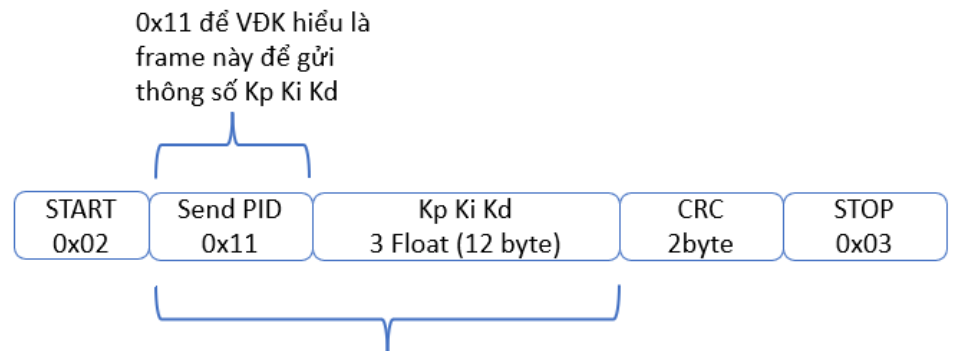 0x11 để VĐK hiểu là
frame này để gửi
thông số Kp Ki Kd
START
0x02
Send PID
0x11
Kp Ki Kd
3 Float (12 byte)
CRC
2byte
STOP
0x03